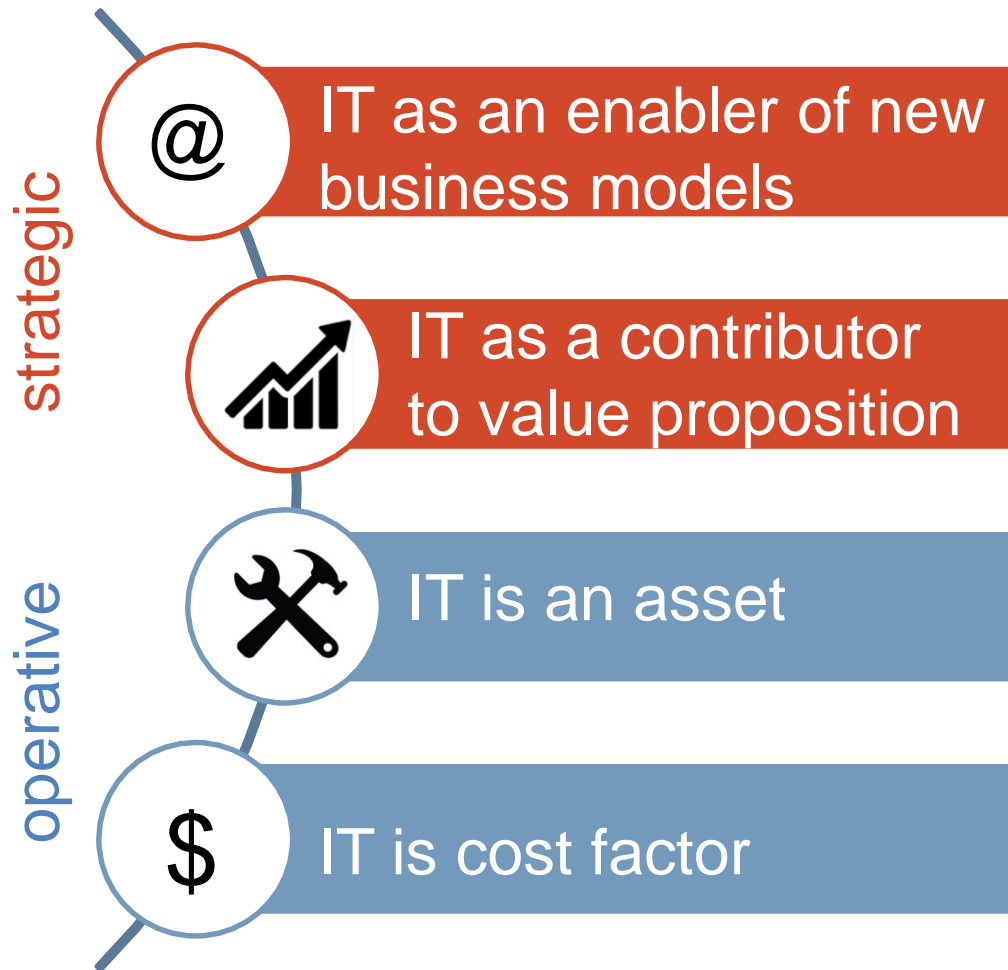 strategic
@
IT as an enabler of new
business models
IT as a contributor
to value proposition
operative
IT is an asset
$
IT is cost factor